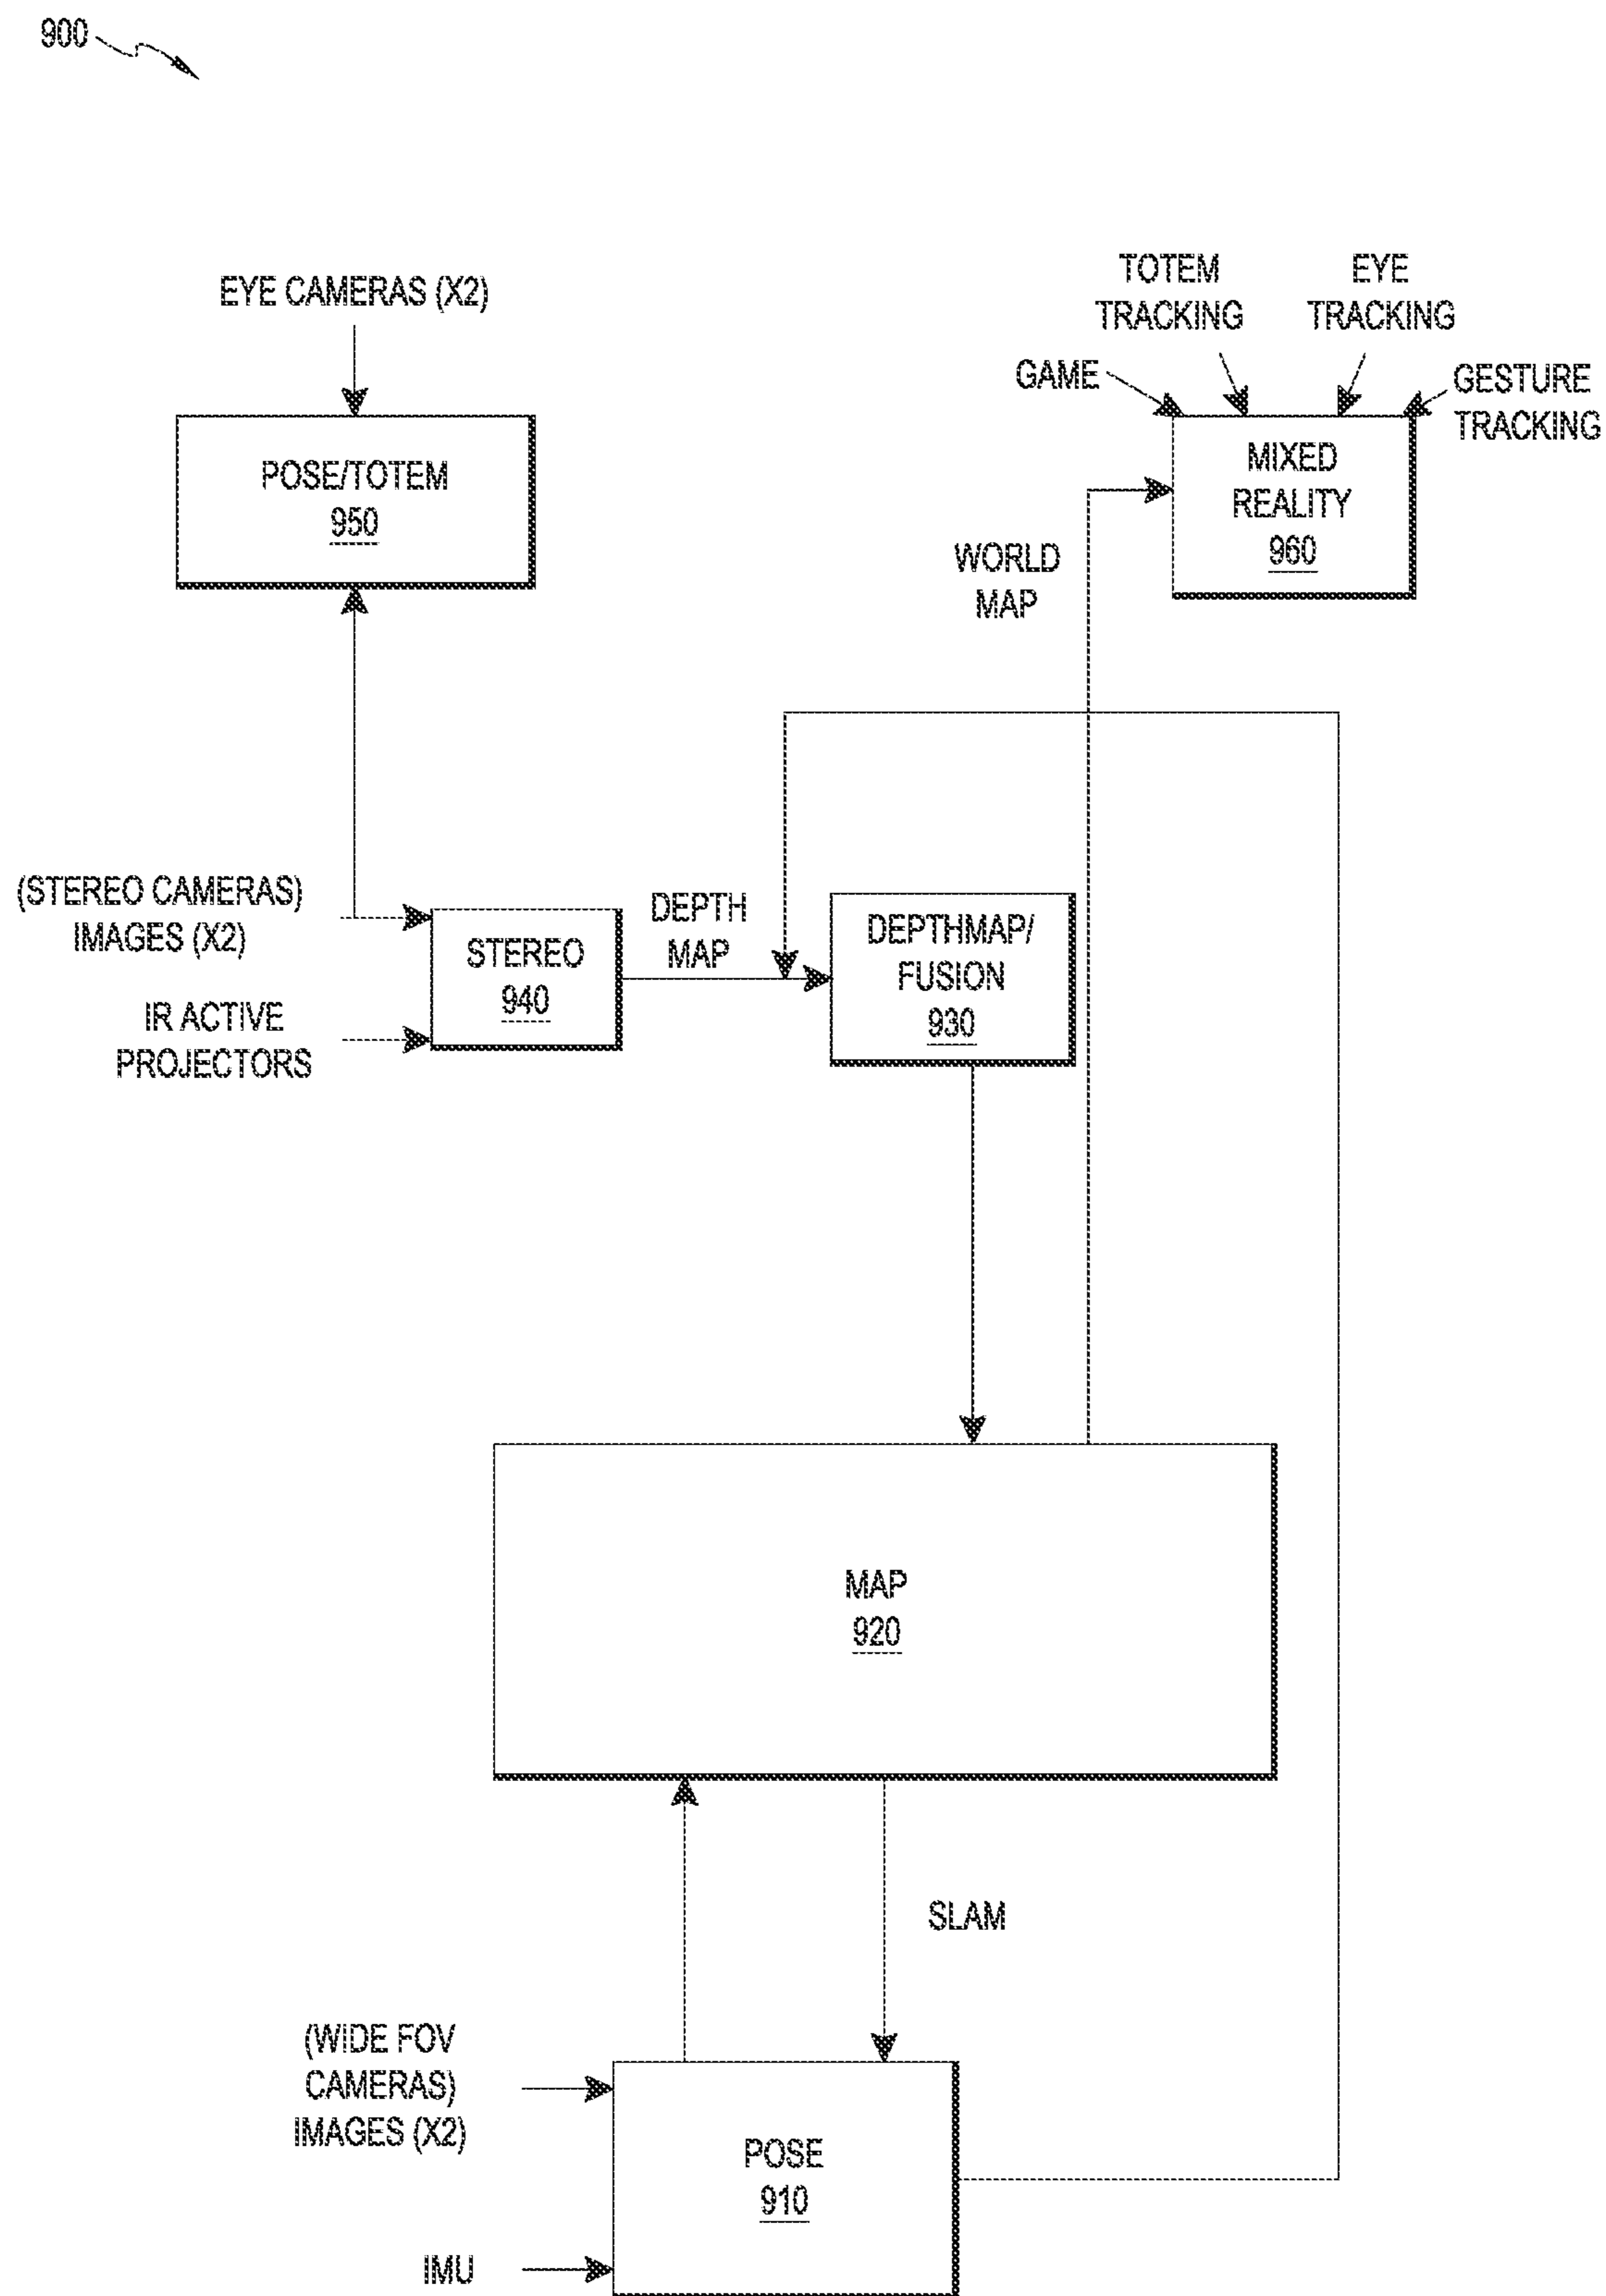 900
EYE CAMERAS (X2)
POSE/TOTEM
950
TOTEM
TRACKING
EYE
TRACKING
GAME
GESTURE
TRACKING
MIXED
REALITY
960
WORLD
MAP
(STEREO CAMERAS)
IMAGES (X2)
IR ACTIVE
PROJECTORS
STEREO
940
DEPTH
MAP
DEPTHMAP/
FUSION
930
MAP
920
SLAM
(WIDE FOV
CAMERAS)
IMAGES (X2)
IMU
POSE
910